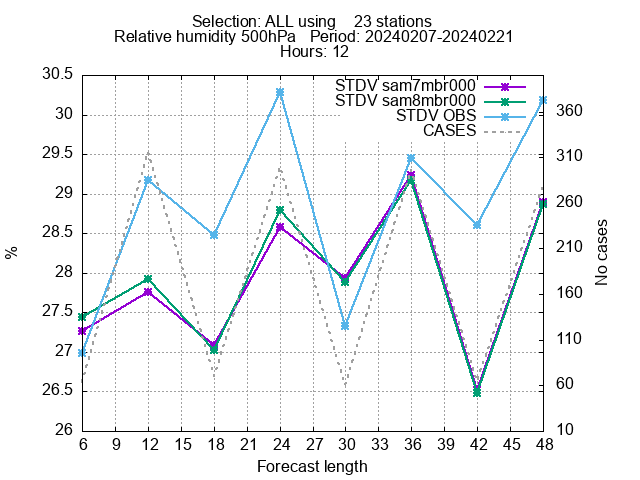 Selection: ALL using    23 stations
Relative humidity 500hPa   Period: 20240207-20240221
Hours: 12
STDV sam7mbr000
STDV sam8mbr000
STDV OBS
CASES
30.5
30
29.5
29
28.5
28
27.5
27
26.5
26
%
360
310
260
210
160
110
60
10
No cases
6 9 12 15 18 21 24 27 30 33 36 39 42 45 48
Forecast length